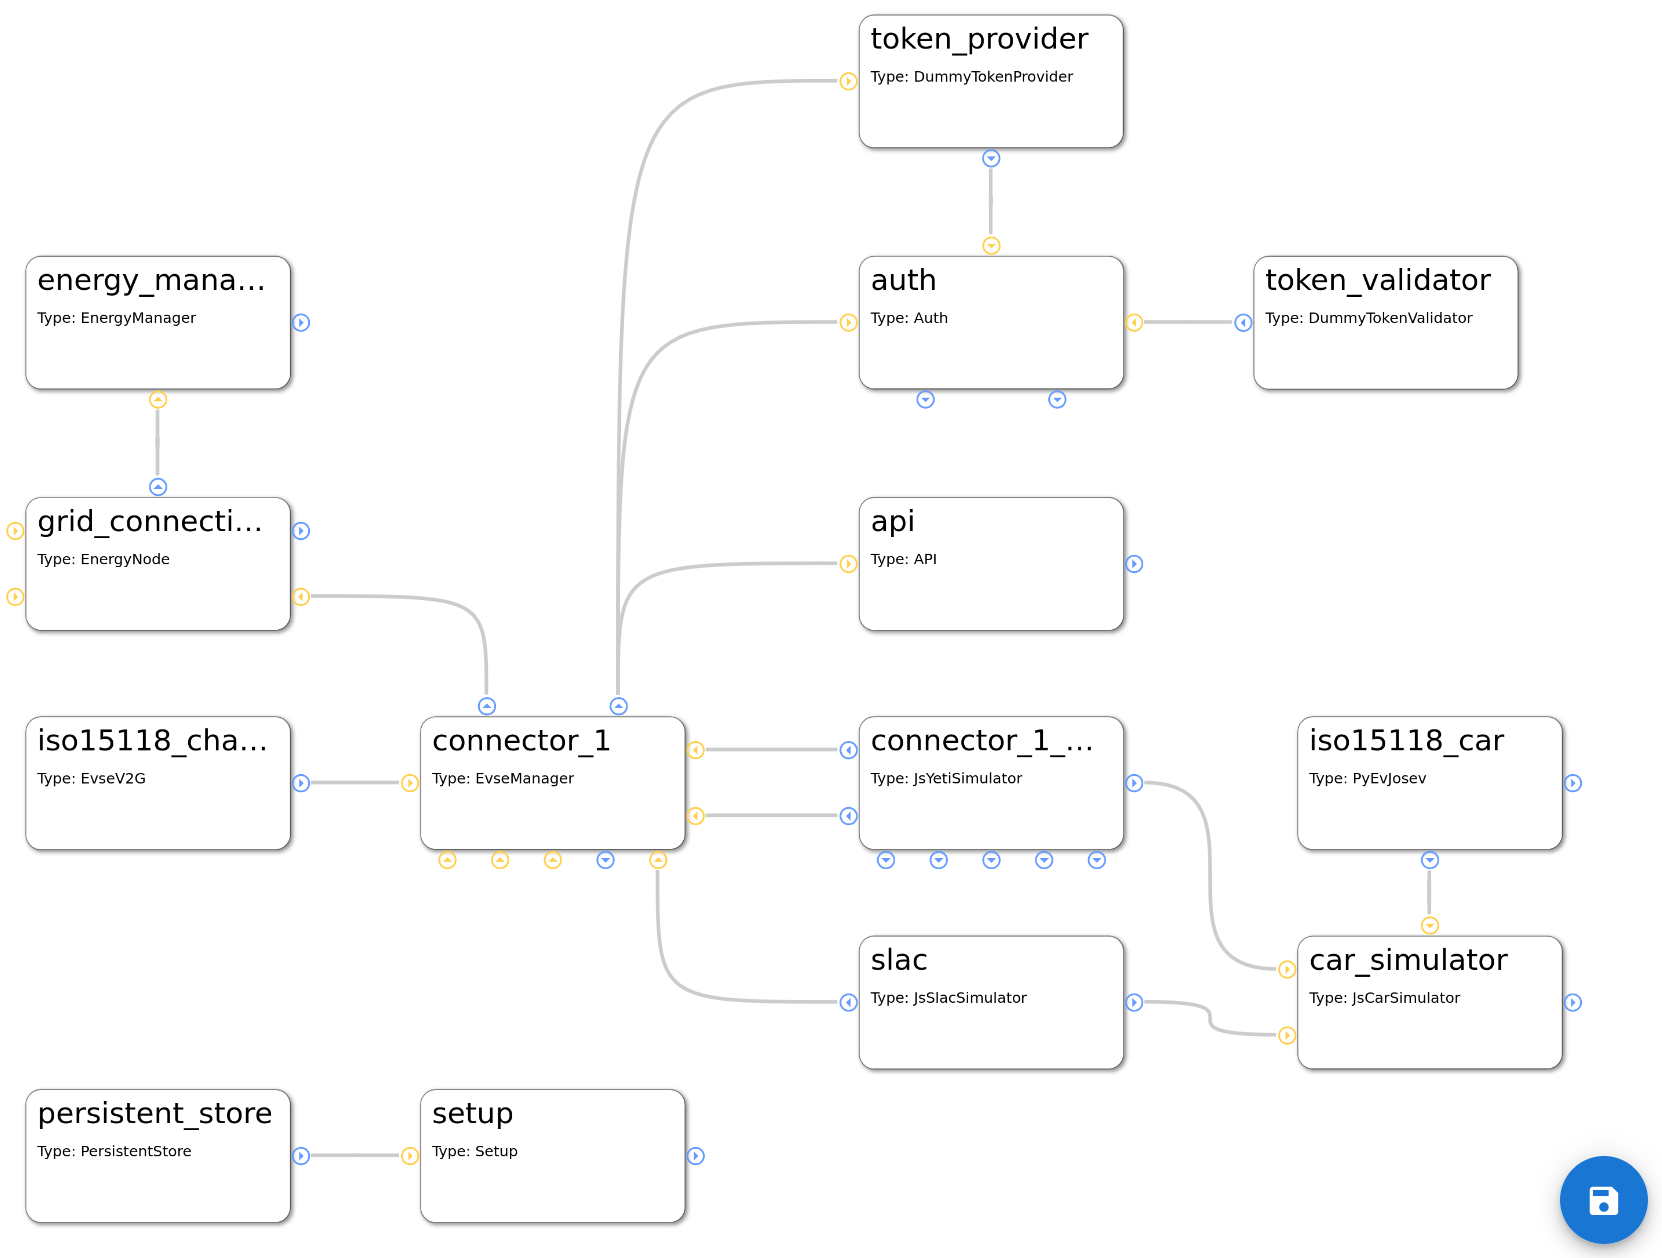 token_provider
Type: DummyTokenProvider
energy_mana...
Type: EnergyManager
auth
Type: Auth
token_validator
Type: DummyTokenValidator
grid_connecti...
Type: EnergyNode
api
Type: API
iso15118_cha...
Type: EvseV2G
connector_1
Type: EvseManager
connector_1_...
Type: JsYetiSimulator
iso15118_car
Type: PyEvJosev
slac
Type: JsSlacSimulator
car_simulator
Type: JsCarSimulator
persistent_store
Type: PersistentStore
setup
Type: Setup